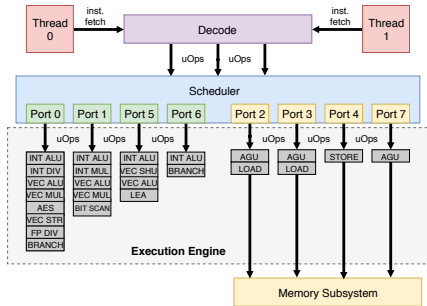 Thread 0
inst. fetch
Decode
inst. fetch
Thread 1
uOps
uOps
Scheduler
Port 0
Port 1
Port 5
Port 6
Port 2
Port 3
Port 4
Port 7
uOps
uOps
uOps
uOps
uOps
uOps
INT ALU
INT DIV
VEC ALU
VEC MUL
AES
VEC STR
FP DIV
BRANCH
INT ALU
INT MUL
VEC ALU
VEC MUL
BIT SCAN
INT ALU
VEC SHU
VEC ALU
LEA
INT ALU
BRANCH
AGU
LOAD
AGU
LOAD
STORE
AGU
Execution Engine
Memory Subsystem